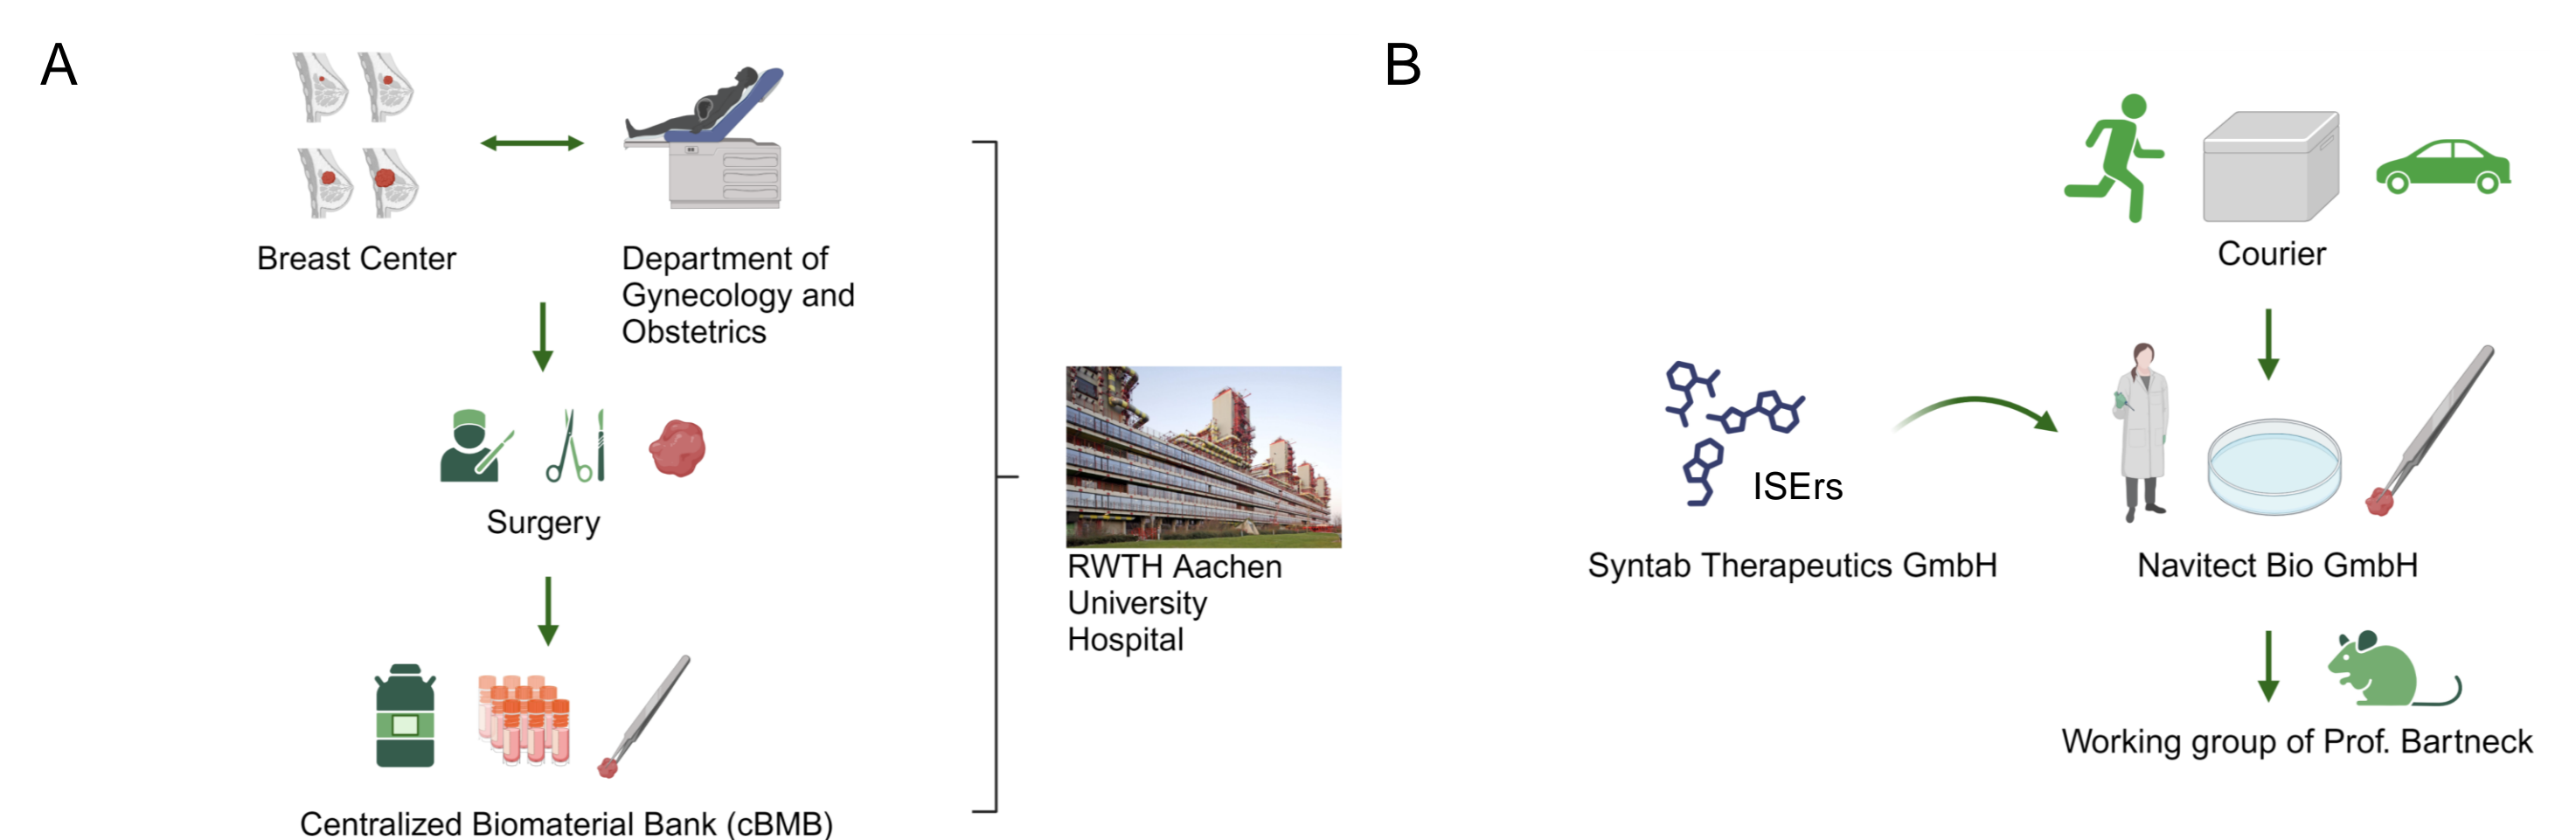 A
Breast Center
Department of
Gynecology and
Obstetrics
Surgery
Centralized Biomaterial Bank (cBMB)
RWTH Aachen
University
Hospital
B
Courier
ISErs
Syntab Therapeutics GmbH
Navitect Bio GmbH
Working group of Prof. Bartneck